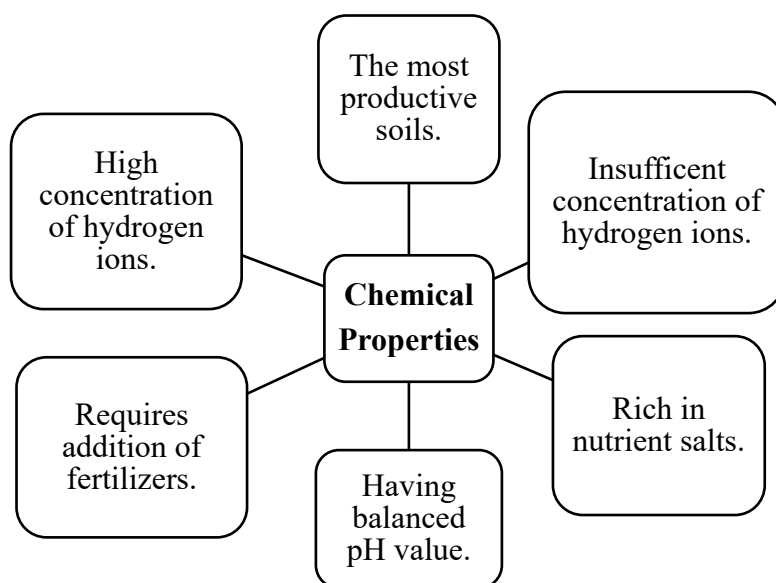 The most
productive
soils.
High
concentration
of hydrogen
ions.
Insufficent
concentration of
hydrogen ions.
Chemical
Properties
Requires
addition of
fertilizers.
Rich in
nutrient salts.
Having
balanced
pH value.